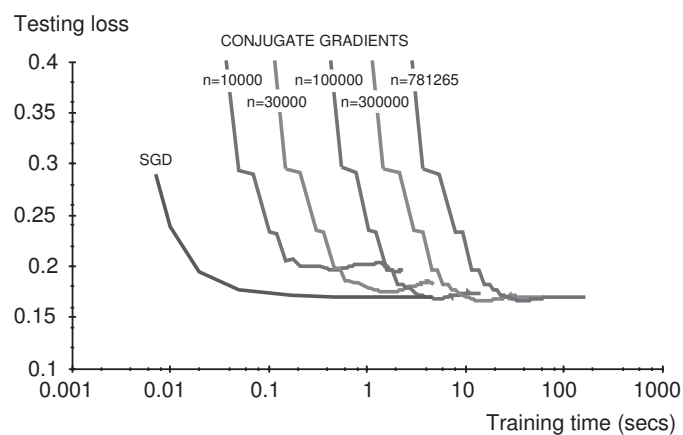 Testing loss
CONJUGATE GRADIENTS
0.4
n=10000 n=100000 n=781265
n=30000 n=300000
0.35
SGD
0.3
0.25
0.2
0.15
0.1
0.001 0.01 0.1 1 10 100 1000
Training time (secs)